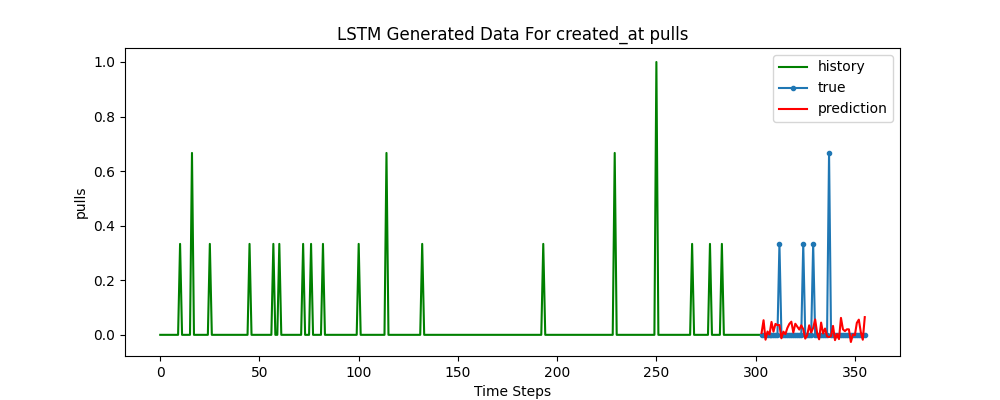 LSTM Generated Data For created_at pulls
1.0
0.8
0.6
0.4
0.2
0.0
pulls
history
true
prediction
0 50 100 150 200 250 300 350
Time Steps